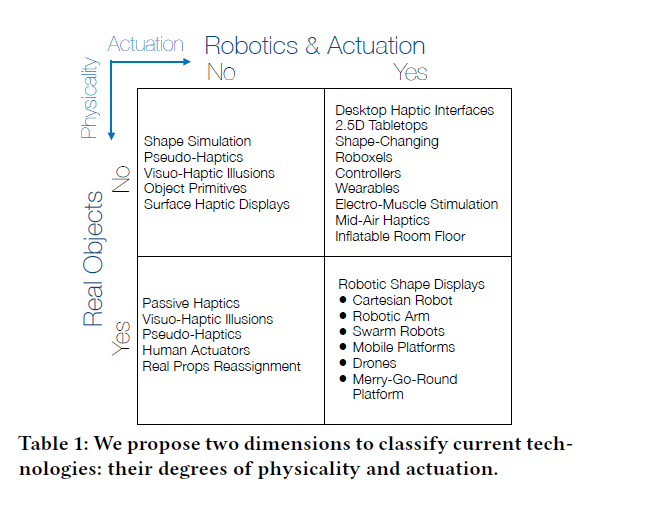 Actuation
Robotics & Actuation
No
Yes
Physicality
Real Objects
No
Shape Simulation
Pseudo-Haptics
Visuo-Haptic Illusions
Object Primitives
Surface Haptic Displays
Desktop Haptic Interfaces
2.5D Tabletops
Shape-Changing
Roboxels
Controllers
Wearables
Electro-Muscle Stimulation
Mid-Air Haptics
Inflatable Room Floor
Yes
Passive Haptics
Visuo-Haptic Illusions
Pseudo-Haptics
Human Actuators
Real Props Reassignment
Robotic Shape Displays
● Cartesian Robot
● Robotic Arm
● Swarm Robots
● Mobile Platforms
● Drones
● Merry-Go-Round
Platform
Table 1: We propose two dimensions to classify current tech-
nologies: their degrees of physicality and actuation.